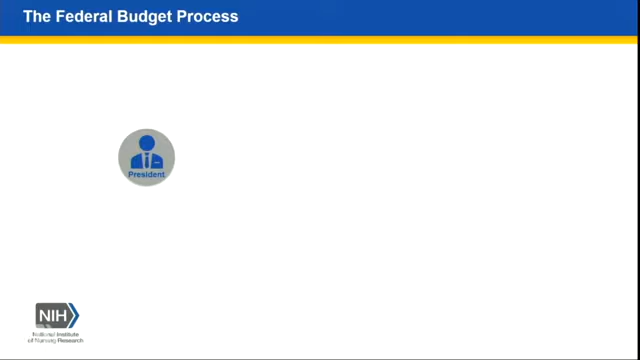 The Federal Budget Process
President
NIH
National Institute
of Nursing Research